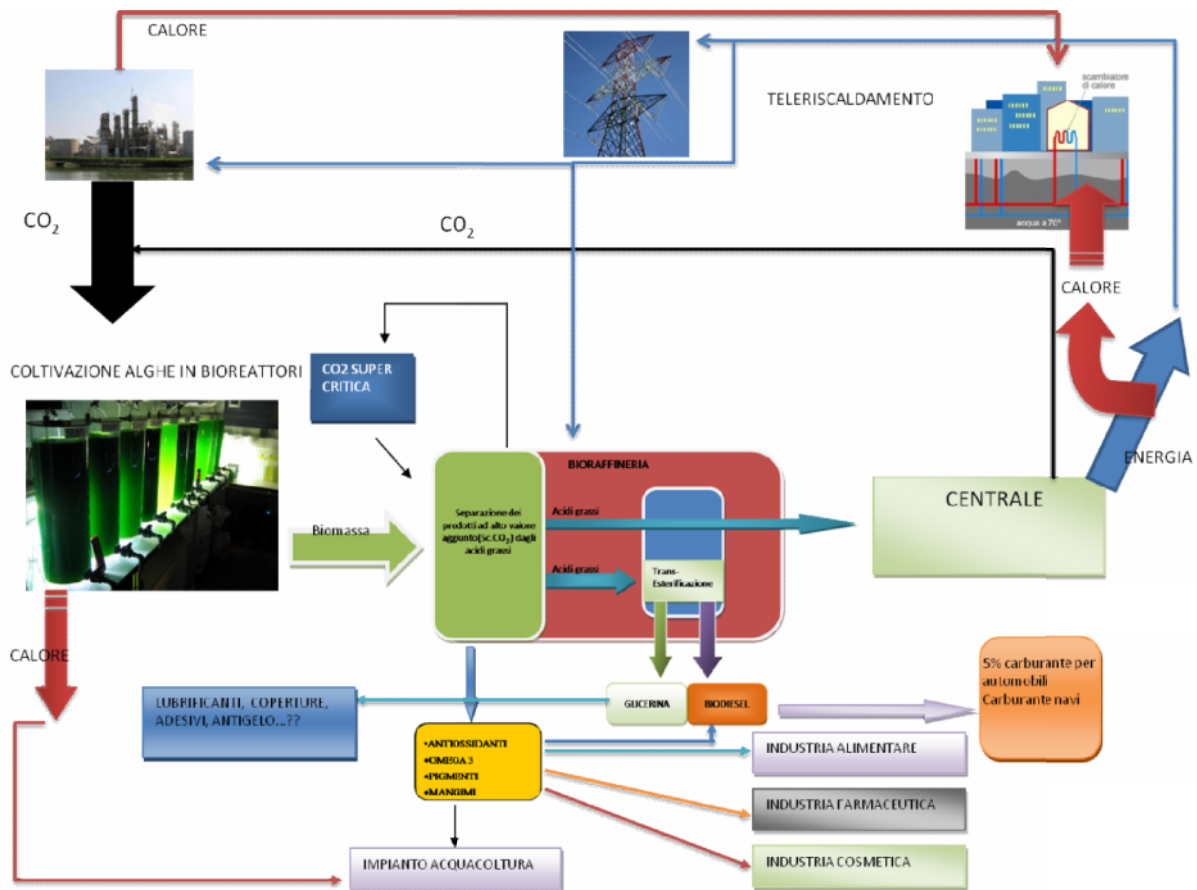 CALORE
TELERISCALDAMENTO
scambiatore
di calore
acqua a 70°
CO2
CO2
CALORE
COLTIVAZIONE ALGHE IN BIOREATTORI
CO2 SUPER
CRITICA
ENERGIA
BIORAFFINERIA
CENTRALE
Biomassa
Separazione dei
prodotti ad alto valore
aggiunto(Sc.CO2) dagli
acidi grassi
Acidi grassi
Acidi grassi
Trans-
Esterificazione
CALORE
5% carburante per
automobili
Carburante navi
LUBRIFICANTI, COPERTURE,
ADESIVI, ANTIGELO...??
GLICERINA
BIODIESEL
•ANTIOSSIDANTI
•OMEGA 3
•PIGMENTI
•MANGIMI
INDUSTRIA ALIMENTARE
INDUSTRIA FARMACEUTICA
IMPIANTO ACQUACOLTURA
INDUSTRIA COSMETICA